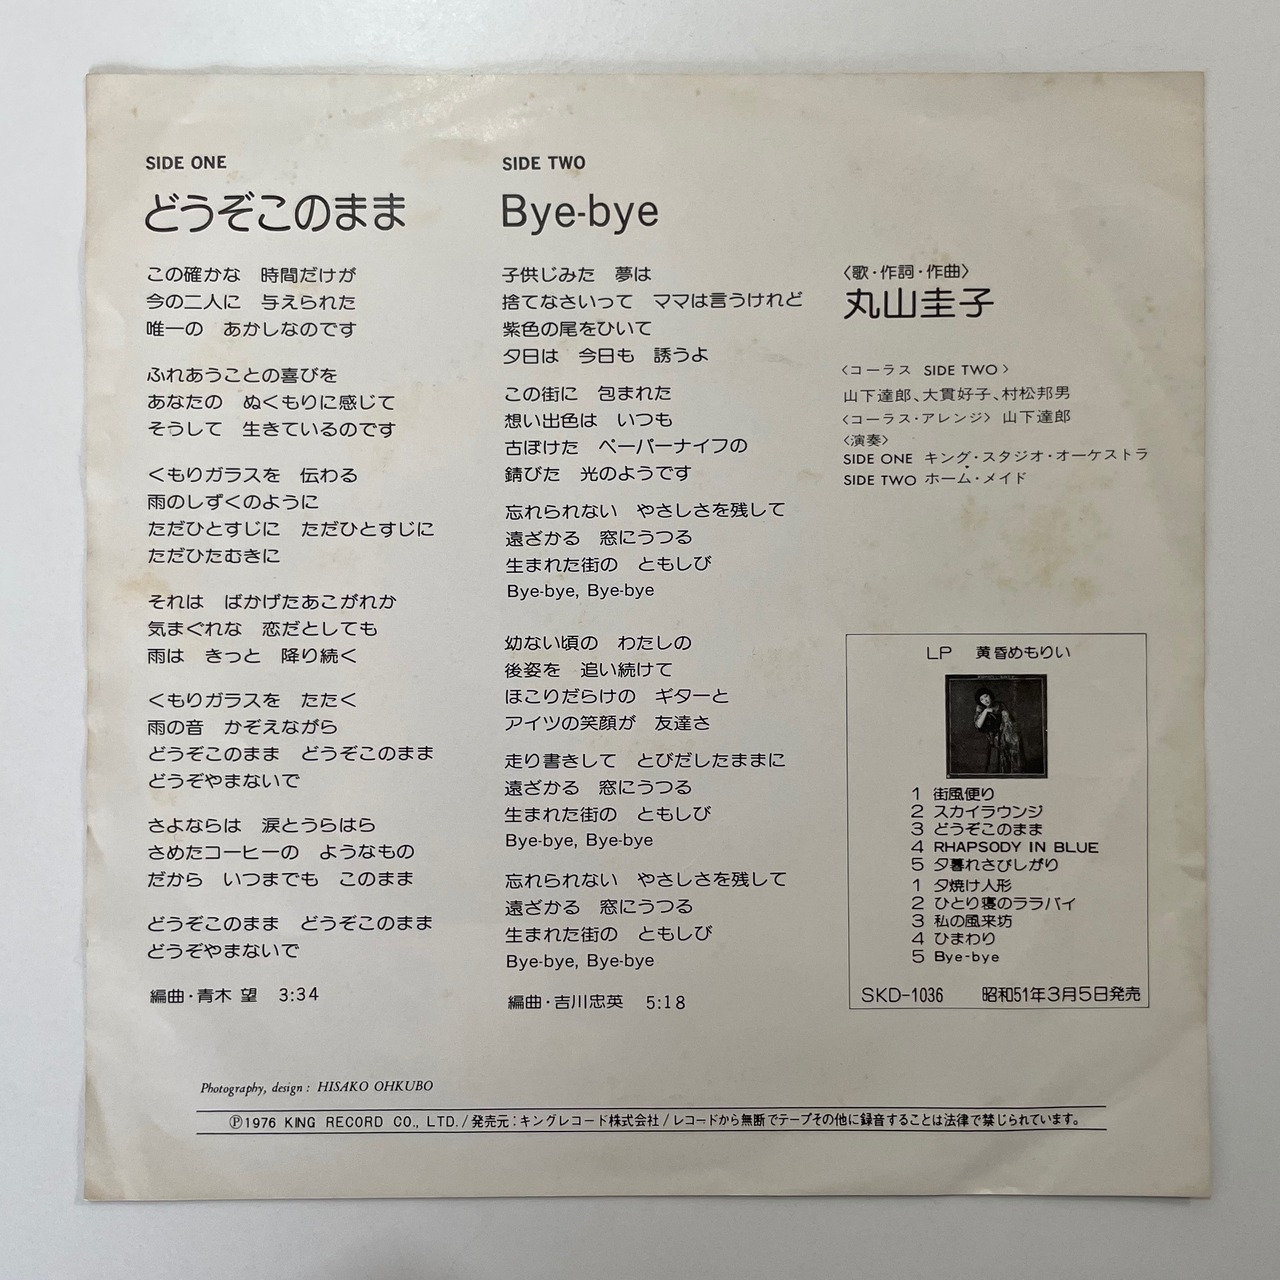 SIDE ONE
どうぞこのまま
この確かな　時間だけが
今の二人に　与えられた
唯一の　あかしなのです
ふれあうことの喜びを
あなたの　ぬくもりに感じて
そうして　生きているのです
くもりガラスを　伝わる
雨のしずくのように
ただひとすじに　ただひとすじに
ただひたむきに
それは　ばかげたあこがれか
気まぐれな　恋だとしても
雨は　きっと　降り続く
くもりガラスを　たたく
雨の音　かぞえながら
どうぞこのまま　どうぞこのまま
どうぞやまないで
さよならは　涙とうらはら
さめたコーヒーの　ようなもの
だから　いつまでも　このまま
どうぞこのまま　どうぞこのまま
どうぞやまないで
編曲・青木 望　3:34
SIDE TWO
Bye-bye
子供じみた　夢は
捨てなさいって　ママは言うけれど
紫色の尾をひいて
夕日は　今日も　誘うよ
この街に　包まれた
想い出色は　いつも
古ぼけた　ペーパーナイフの
錆びた　光のようです
忘れられない　やさしさを残して
遠ざかる　窓にうつる
生まれた街の　ともしび
Bye-bye, Bye-bye
幼ない頃の　わたしの
後姿を　追い続けて
ほこりだらけの　ギターと
アイツの笑顔が　友達さ
走り書きして　とびだしたままに
遠ざかる　窓にうつる
生まれた街の　ともしび
Bye-bye, Bye-bye
忘れられない　やさしさを残して
遠ざかる　窓にうつる
生まれた街の　ともしび
Bye-bye, Bye-bye
編曲・吉川忠英　5:18
〈歌・作詞・作曲〉
丸山圭子
〈コーラス SIDE TWO〉
山下達郎、大貫妤子、村松邦男
〈コーラス・アレンジ〉 山下達郎
〈演奏〉
SIDE ONE キング・スタジオ・オーケストラ
SIDE TWO ホーム・メイド
LP　黄昏めもりい
1 街風便り
2 スカイラウンジ
3 どうぞこのまま
4 RHAPSODY IN BLUE
5 夕暮れさびしがり
1 夕焼け人形
2 ひとり寝のララバイ
3 私の風来坊
4 ひまわり
5 Bye-bye
SKD-1036　昭和51年3月5日発売
Photography, design : HISAKO OHKUBO
Ⓟ1976 KING RECORD CO., LTD. / 発売元：キングレコード株式会社 / レコードから無断でテープその他に録音することは法律で禁じられています。